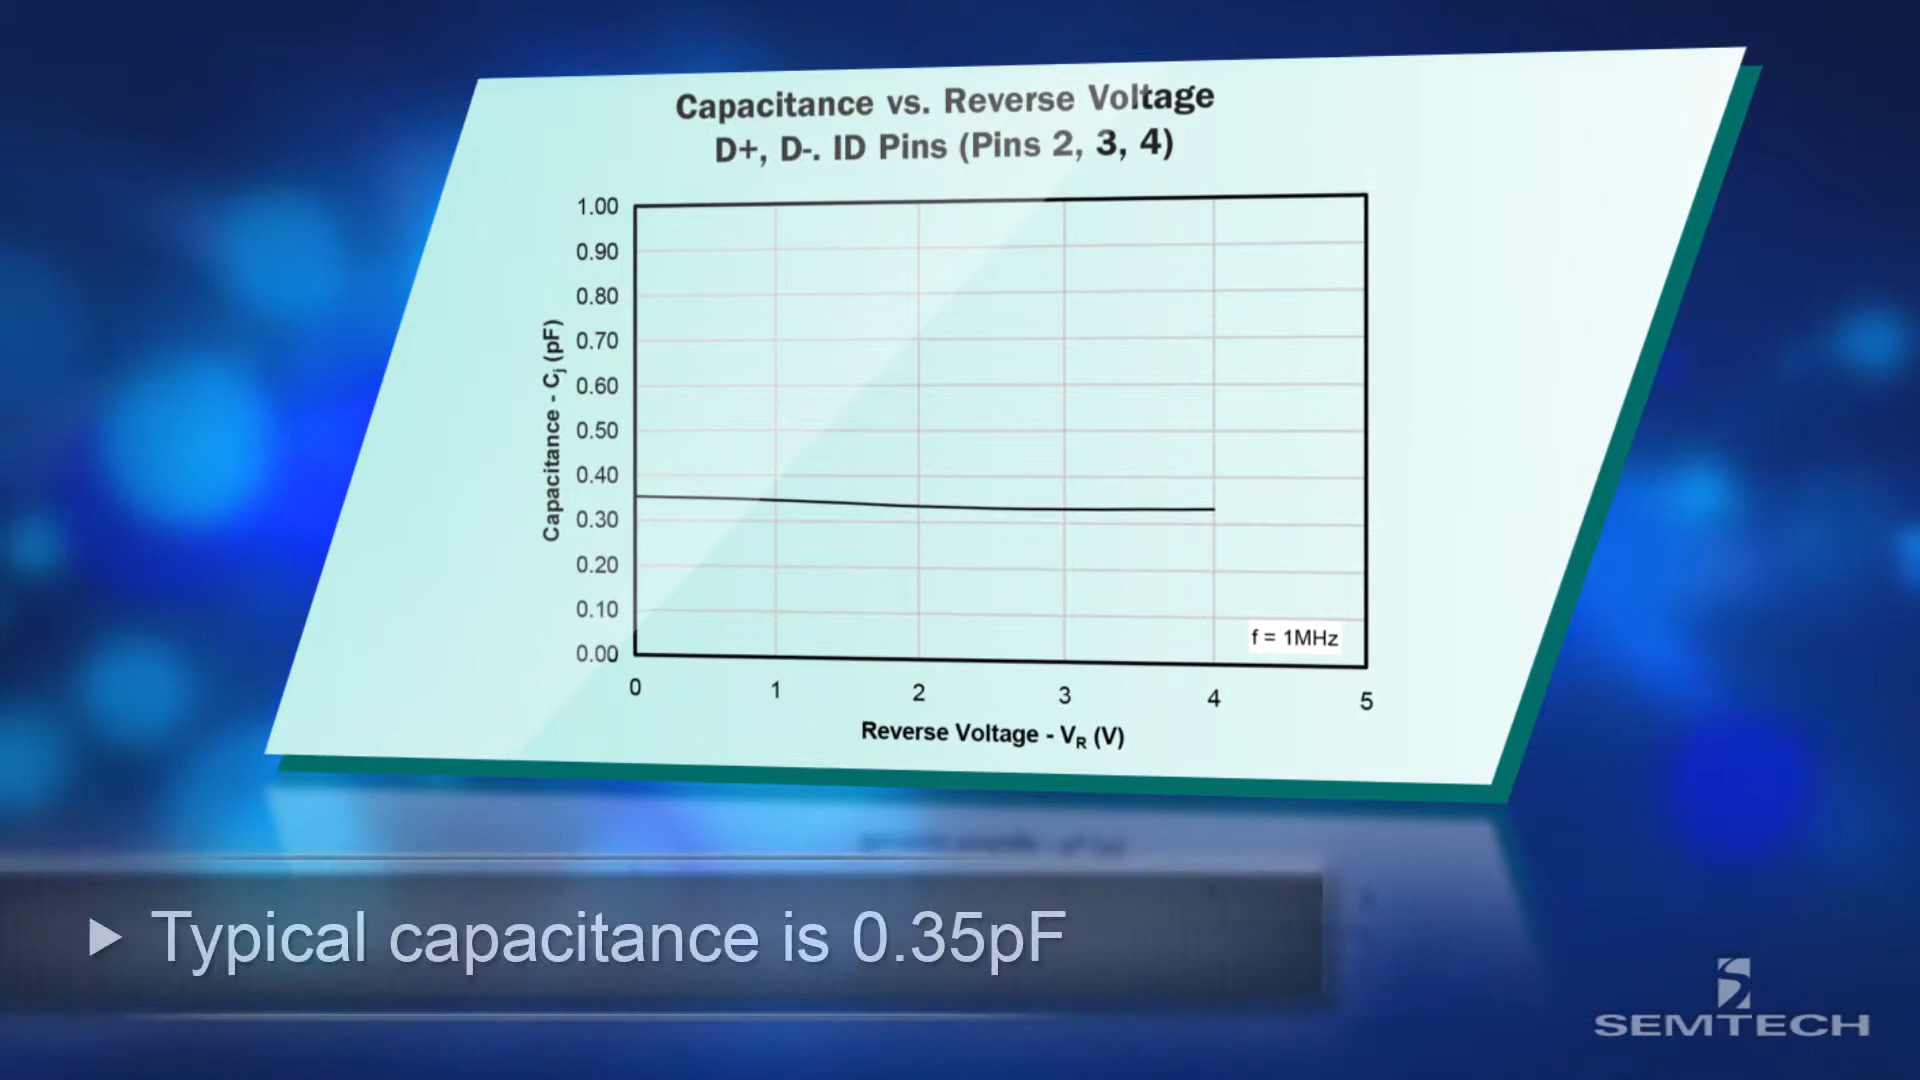 Capacitance vs. Reverse Voltage
D+, D-. ID Pins (Pins 2, 3, 4)
Capacitance - Cj (pF)
1.00
0.90
0.80
0.70
0.60
0.50
0.40
0.30
0.20
0.10
0.00
f = 1MHz
0 1 2 3 4 5
Reverse Voltage - VR (V)
Typical capacitance is 0.35pF
SEMTECH